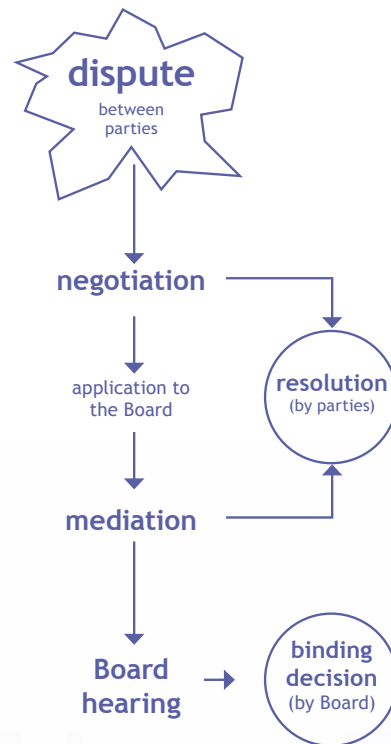 dispute
between
parties
negotiation
application to
the Board
resolution
(by parties)
mediation
Board
hearing
binding
decision
(by Board)